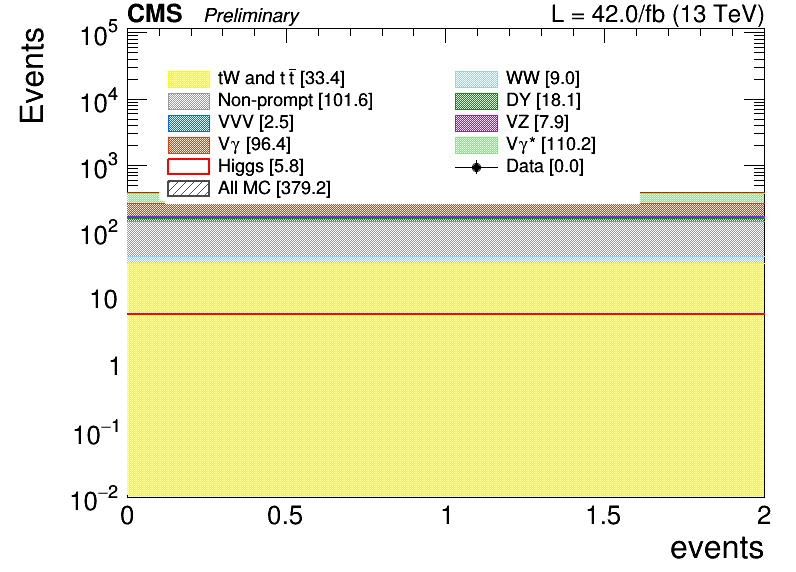 CMS Preliminary L = 42.0/fb (13 TeV)
Events
10⁵
10⁴
10³
10²
10
1
10⁻¹
10⁻²
tW and t t̅ [33.4]
Non-prompt [101.6]
VVV [2.5]
Vγ [96.4]
Higgs [5.8]
All MC [379.2]
WW [9.0]
DY [18.1]
VZ [7.9]
Vγ* [110.2]
Data [0.0]
0 0.5 1 1.5 2
events